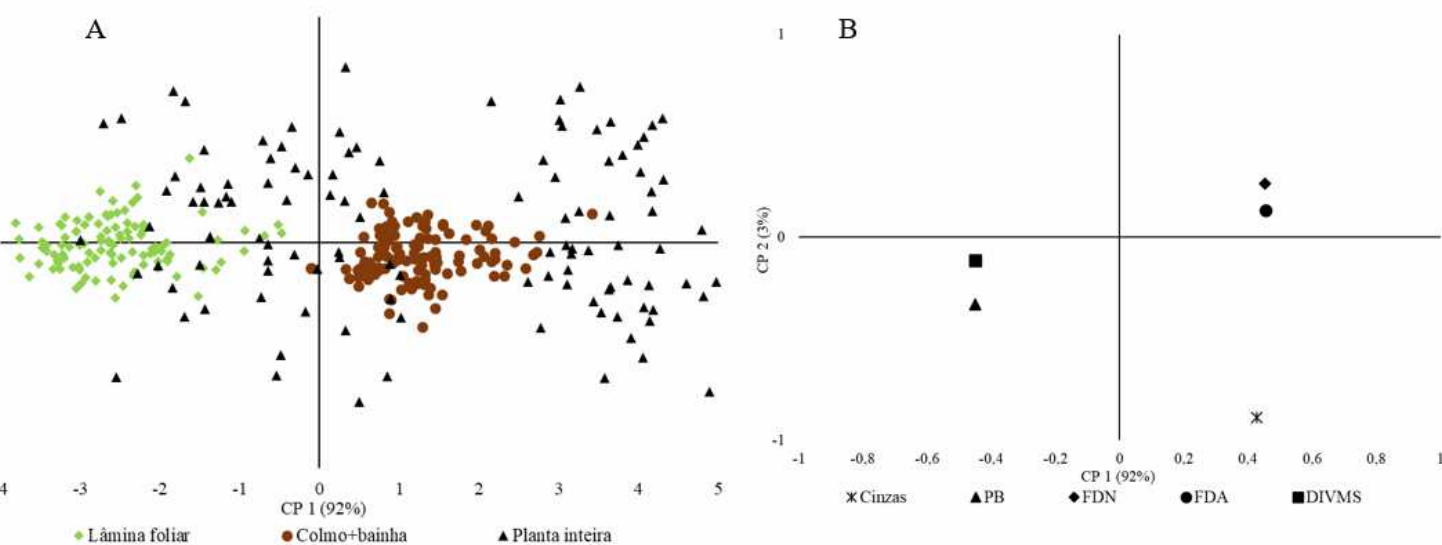 A
B
1
CP 2 (3%)
0
-1
4 -3 -2 -1 0 1 2 3 4 5
CP 1 (92%)
Lâmina foliar Colmo+bainha Planta inteira
-1 -0,8 -0,6 -0,4 -0,2 0 0,2 0,4 0,6 0,8 1
CP 1 (92%)
Cinzas PB FDN FDA DIVMS